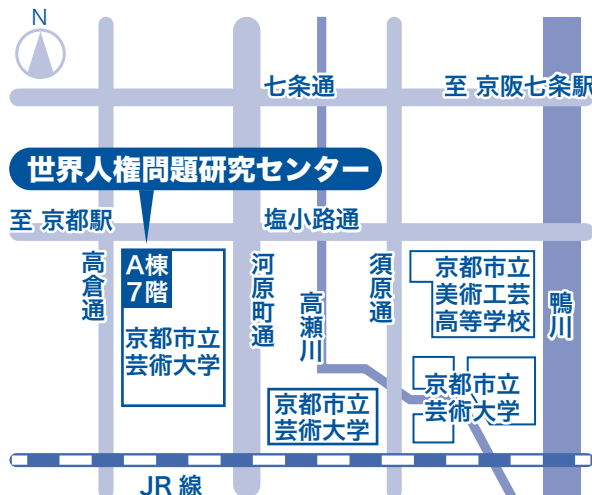 N
七条通
至 京阪七条駅
世界人権問題研究センター
至 京都駅
塩小路通
高倉通
A棟
7階
京都市立
芸術大学
河原町通
高瀬川
須原通
京都市立
美術工芸
高等学校
鴨川
京都市立
芸術大学
京都市立
芸術大学
JR 線